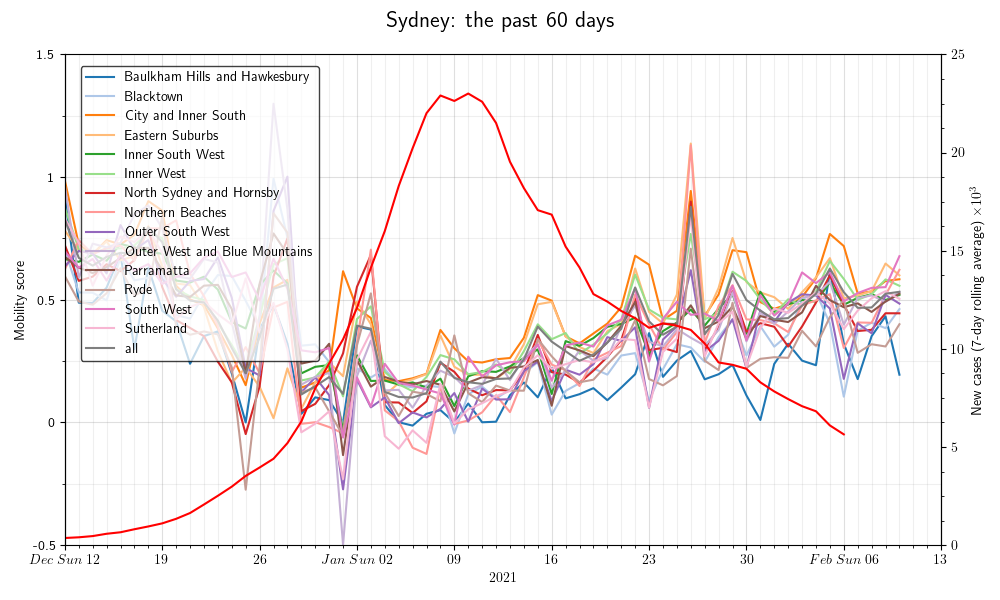 Sydney: the past 60 days
1.5
1
0.5
0
-0.5
Mobility score
Baulkham Hills and Hawkesbury
Blacktown
City and Inner South
Eastern Suburbs
Inner South West
Inner West
North Sydney and Hornsby
Northern Beaches
Outer South West
Outer West and Blue Mountains
Parramatta
Ryde
South West
Sutherland
all
25
20
15
10
5
0
New cases (7-day rolling average) ×10³
Dec Sun 12 19 26 Jan Sun 02 09 16 23 30 Feb Sun 06 13
2021